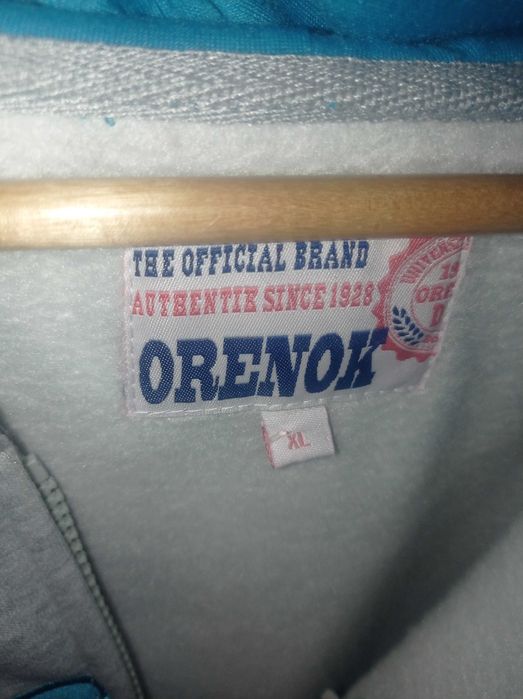 THE OFFICIAL BRAND
AUTHENTIK SINCE 1928
ORENOK
XL